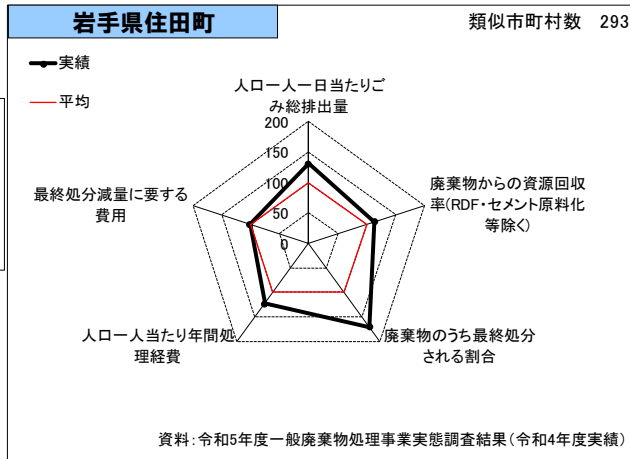 岩手県住田町
類似市町村数 293
実績
平均
人口一人一日当たりご
み総排出量
200
150
100
50
0
廃棄物からの資源回収
率(RDF・セメント原料化
等除く)
最終処分減量に要する
費用
人口一人当たり年間処
理経費
廃棄物のうち最終処分
される割合
資料:令和5年度一般廃棄物処理事業実態調査結果(令和4年度実績)